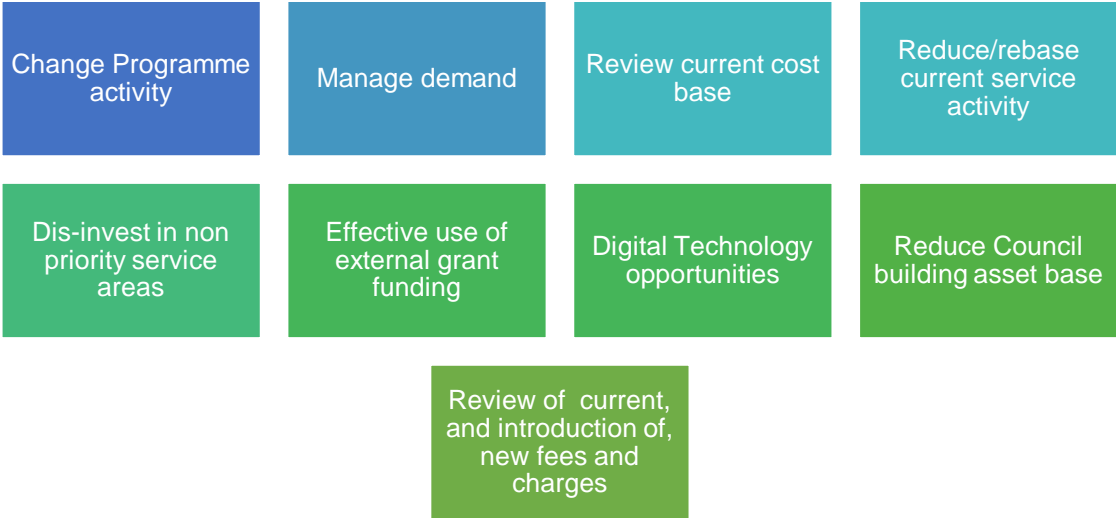 Change Programme
activity
Manage demand
Review current cost
base
Reduce/rebase
current service
activity
Dis-invest in non
priority service
areas
Effective use of
external grant
funding
Digital Technology
opportunities
Reduce Council
building asset base
Review of  current,
and introduction of,
new fees and
charges